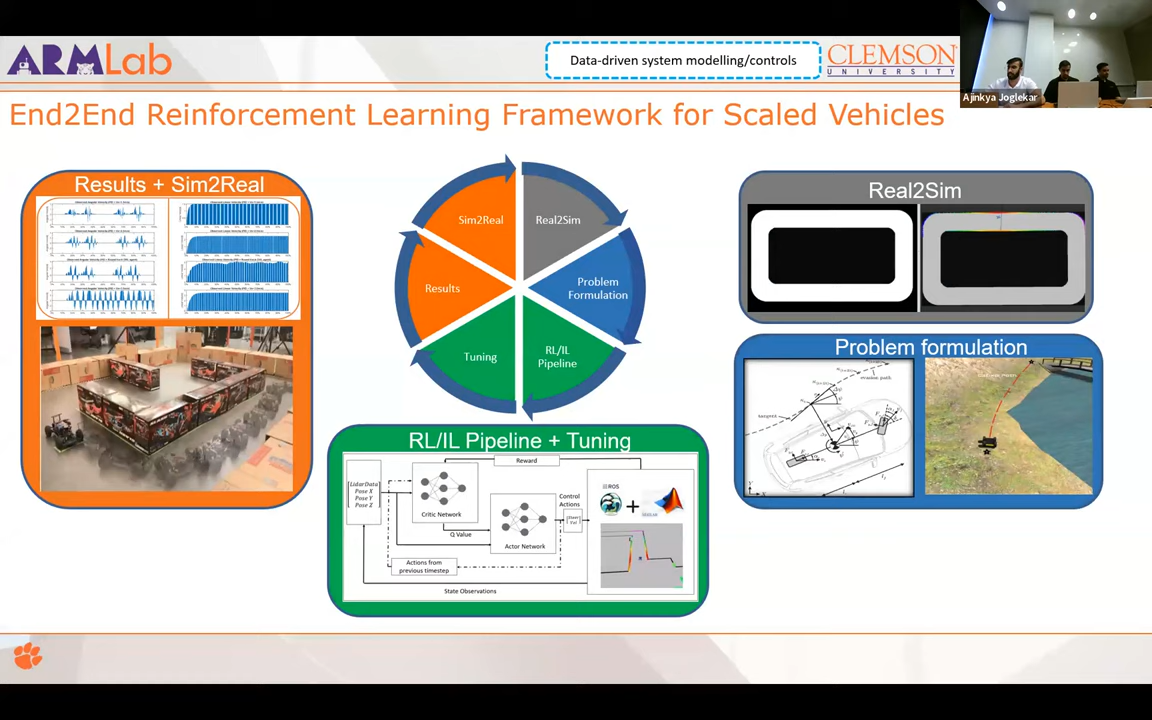 ARMLab
Data-driven system modelling/controls
CLEMSON
UNIVERSITY
Ajinkya Joglekar
End2End Reinforcement Learning Framework for Scaled Vehicles
Results + Sim2Real
Sim2Real
Real2Sim
Results
Problem
Formulation
Tuning
RL/IL
Pipeline
Real2Sim
Problem formulation
RL/IL Pipeline + Tuning
Reward
LidarData
Pose X
Pose Y
Pose Z
Critic Network
Q Value
Actor Network
Control
Actions
Actions from
previous timestep
State Observations
ROS
+